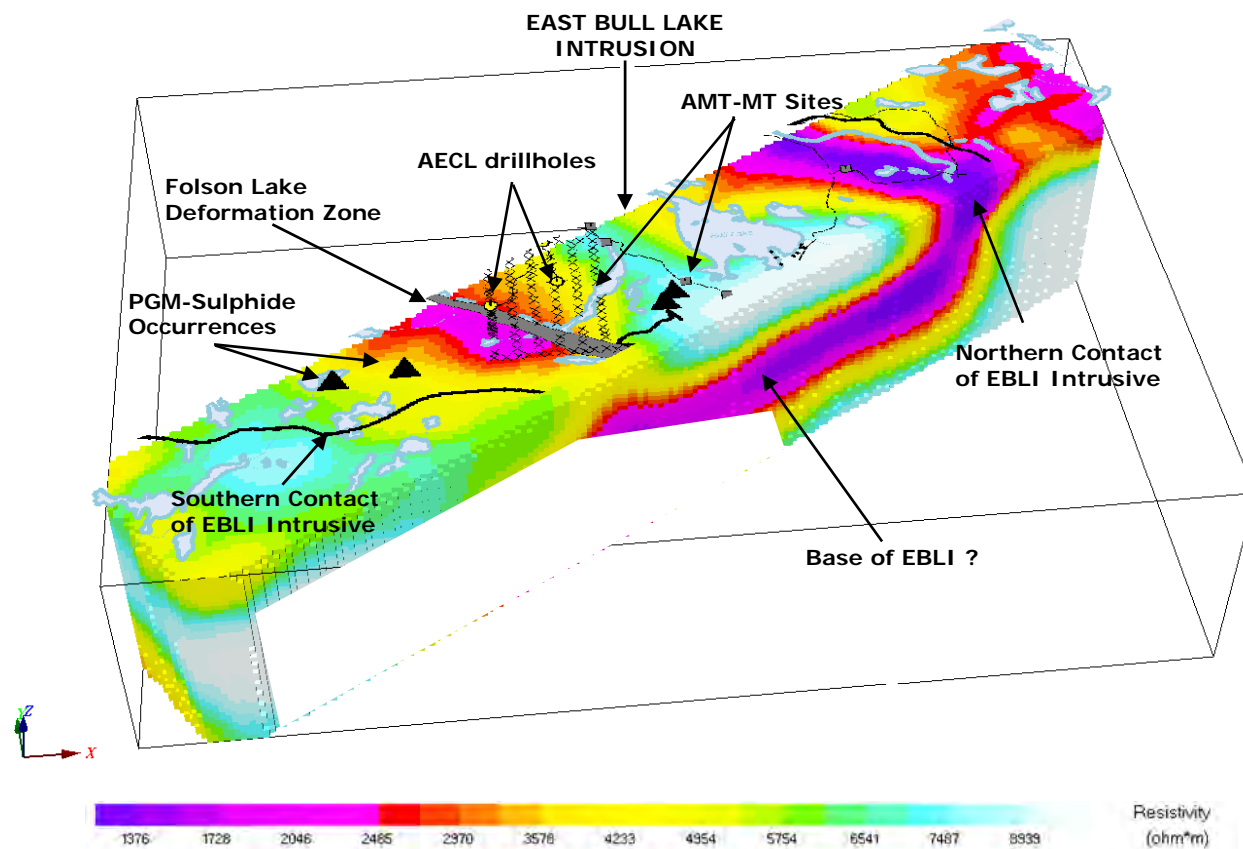 EAST BULL LAKE
INTRUSION
AMT-MT Sites
AECL drillholes
Folson Lake
Deformation Zone
PGM-Sulphide
Occurrences
Northern Contact
of EBLI Intrusive
Southern Contact
of EBLI Intrusive
Base of EBLI ?
Z
X
Resistivity
1376 1728 2046 2465 2970 3576 4233 4954 5754 6541 7487 8939
(ohm*m)